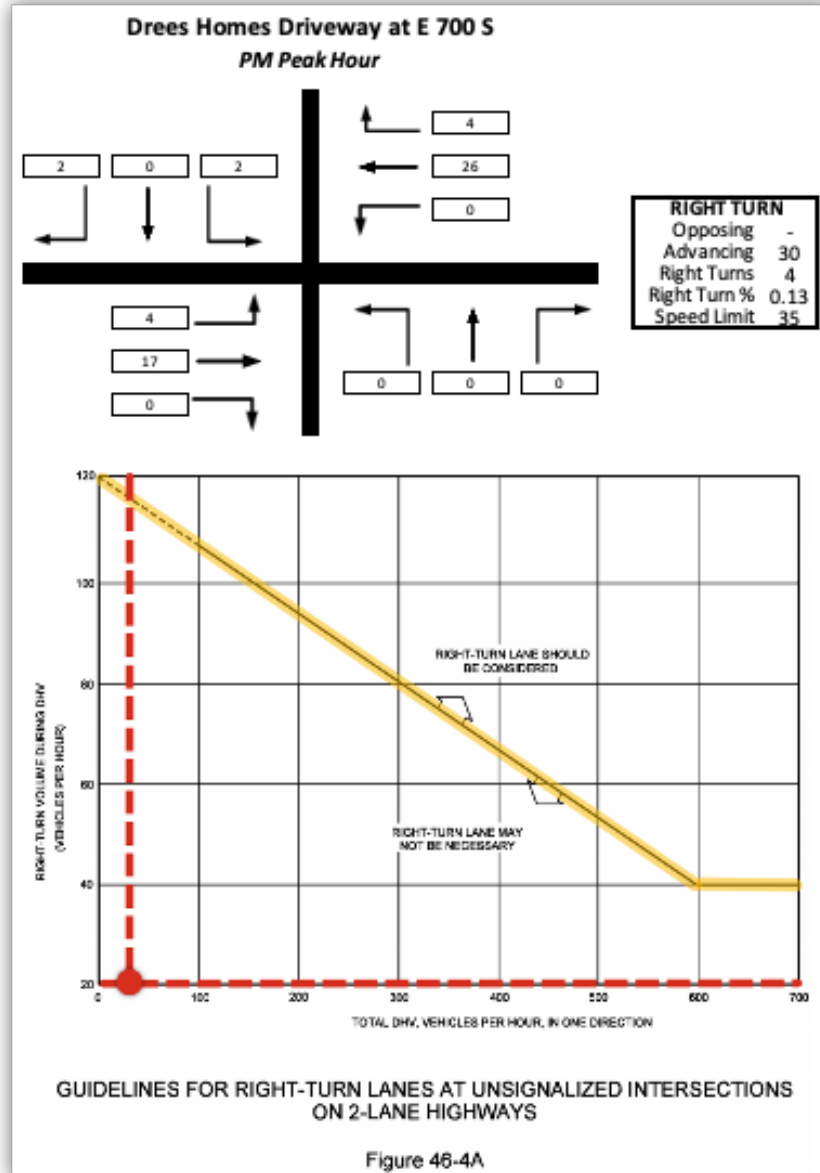 Drees Homes Driveway at E 700 S
PM Peak Hour
4
2 0 2
26
0
RIGHT TURN
Opposing -
Advancing 30
Right Turns 4
Right Turn % 0.13
Speed Limit 35
4
17
0
0 0 0
120
100
80
60
40
20
RIGHT-TURN VOLUME DURING DHV
(VEHICLES PER HOUR)
RIGHT-TURN LANE SHOULD
BE CONSIDERED
RIGHT-TURN LANE MAY
NOT BE NECESSARY
0 100 200 300 400 500 600 700
TOTAL DHV, VEHICLES PER HOUR, IN ONE DIRECTION
GUIDELINES FOR RIGHT-TURN LANES AT UNSIGNALIZED INTERSECTIONS
ON 2-LANE HIGHWAYS
Figure 46-4A